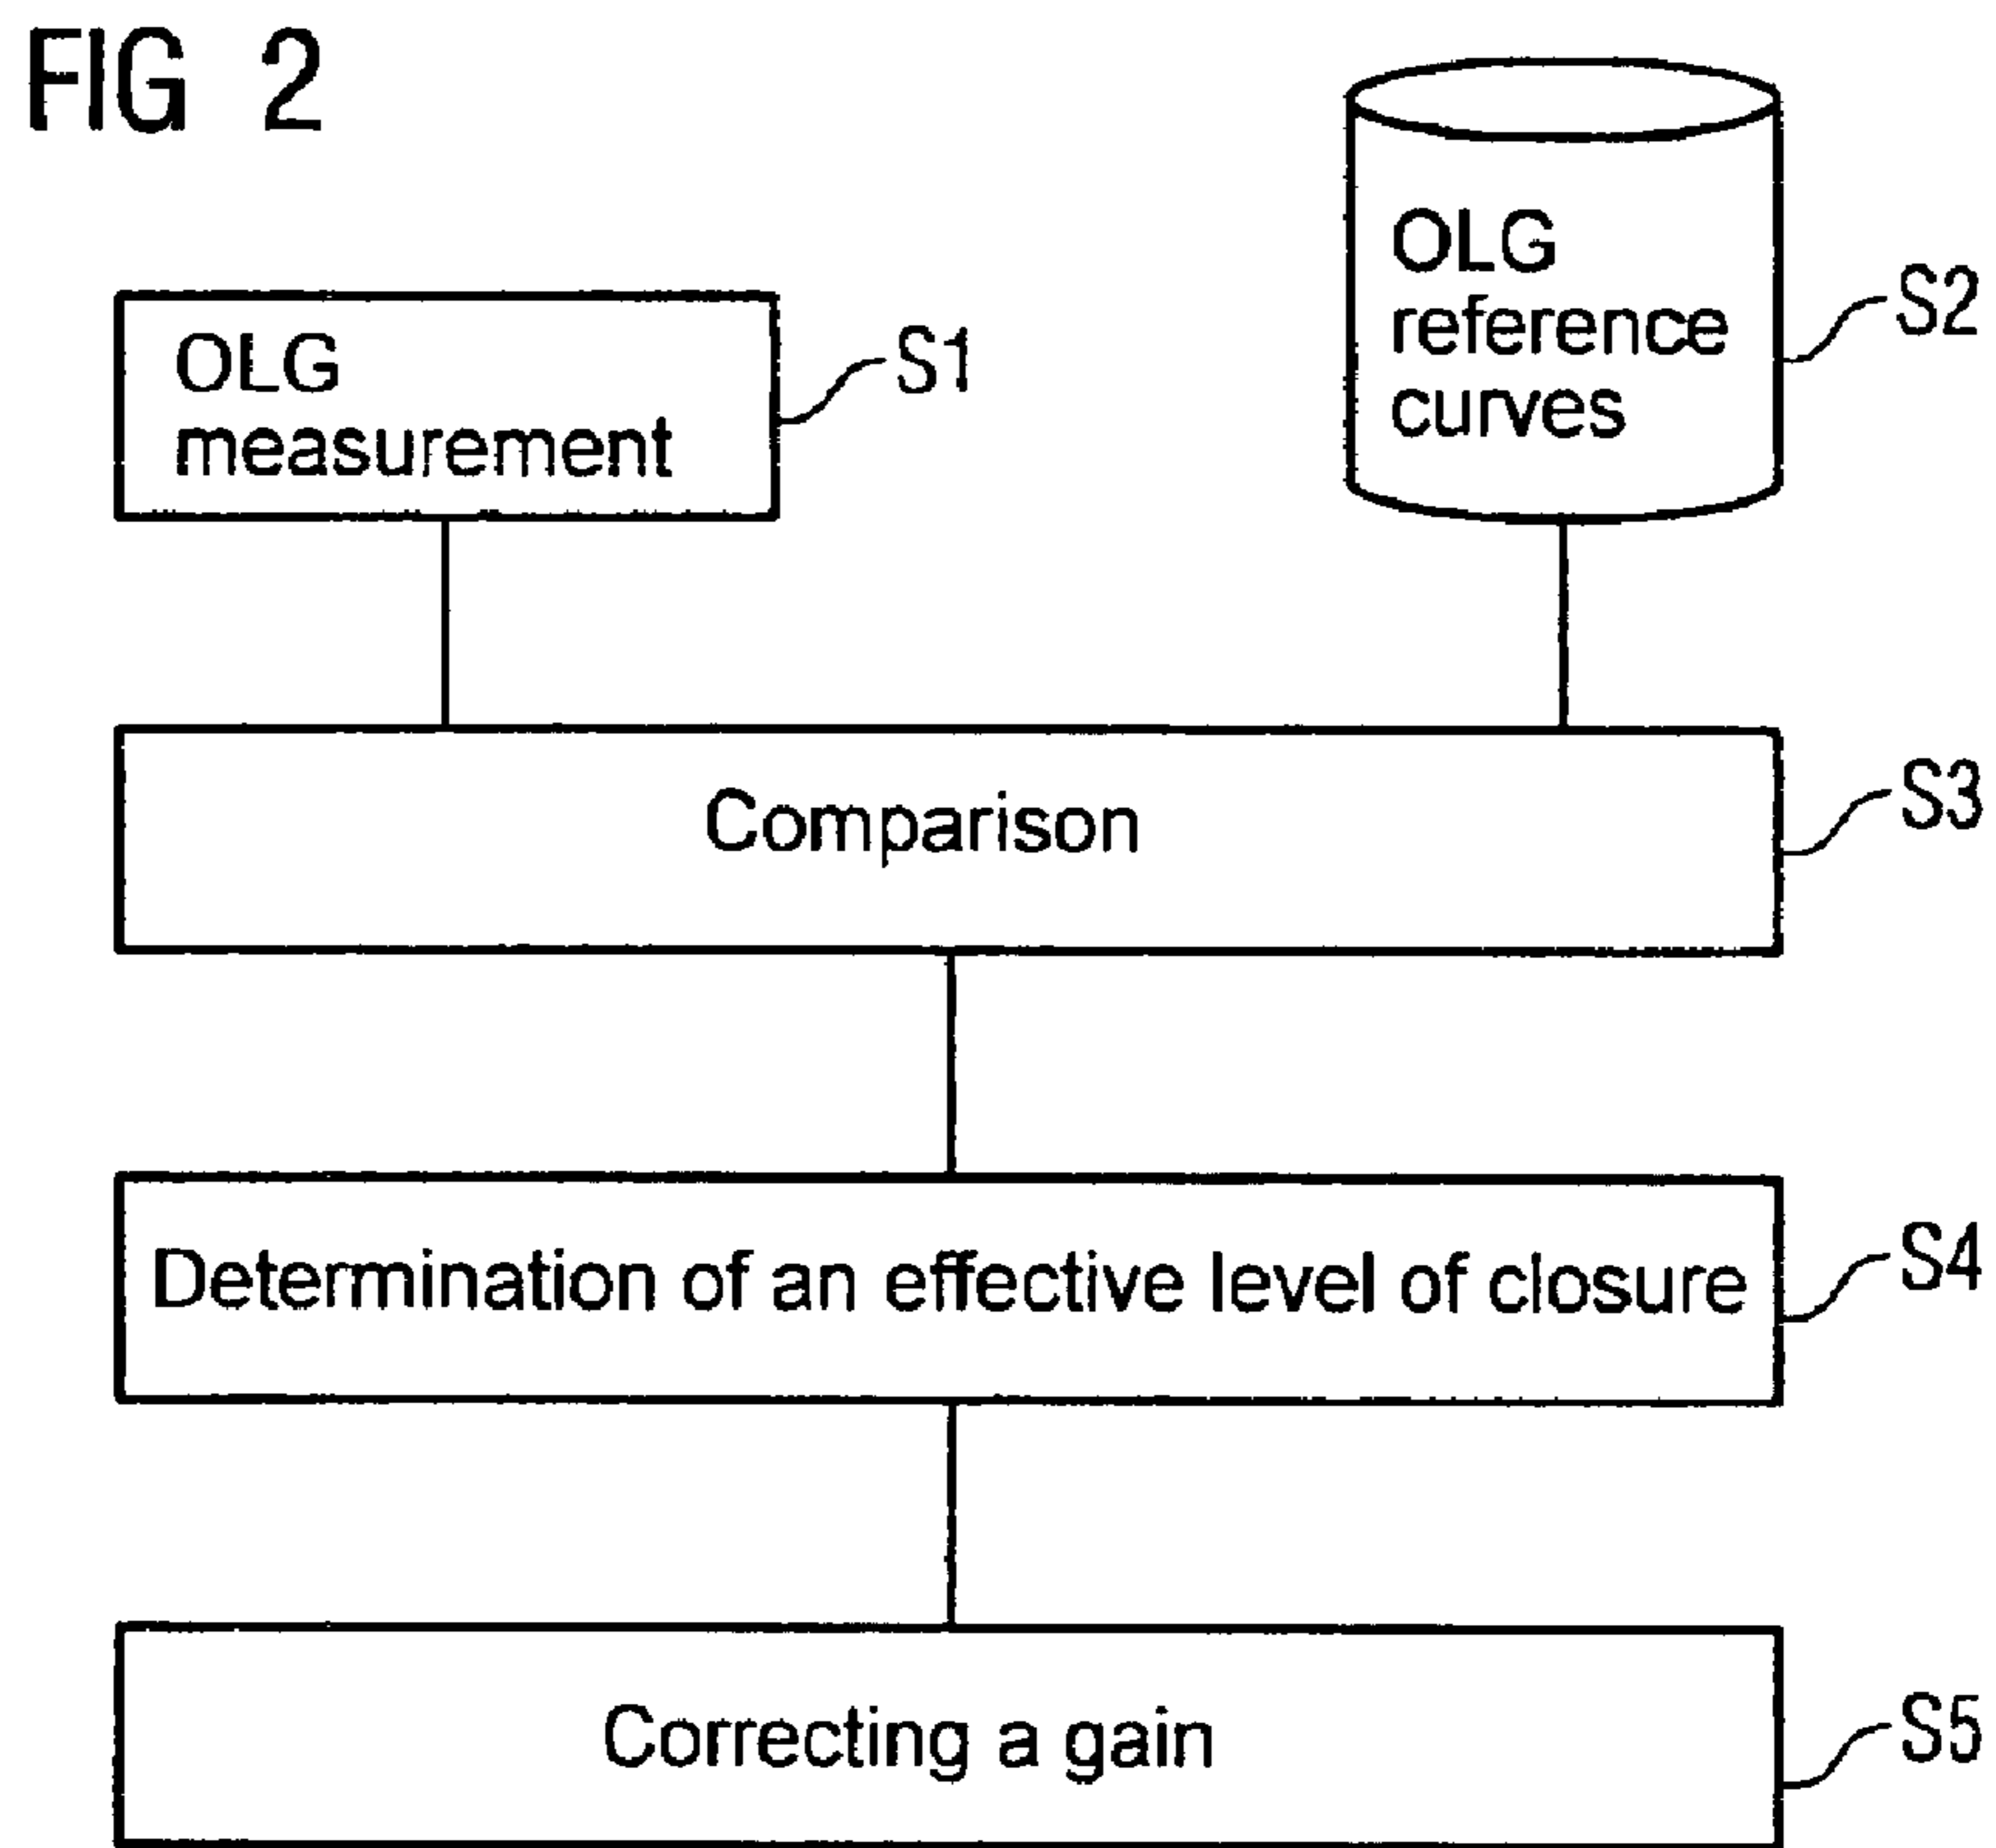 FIG 2
OLG
measurement
S1
OLG
reference
curves
S2
Comparison
S3
Determination of an effective level of closure
S4
Correcting a gain
S5